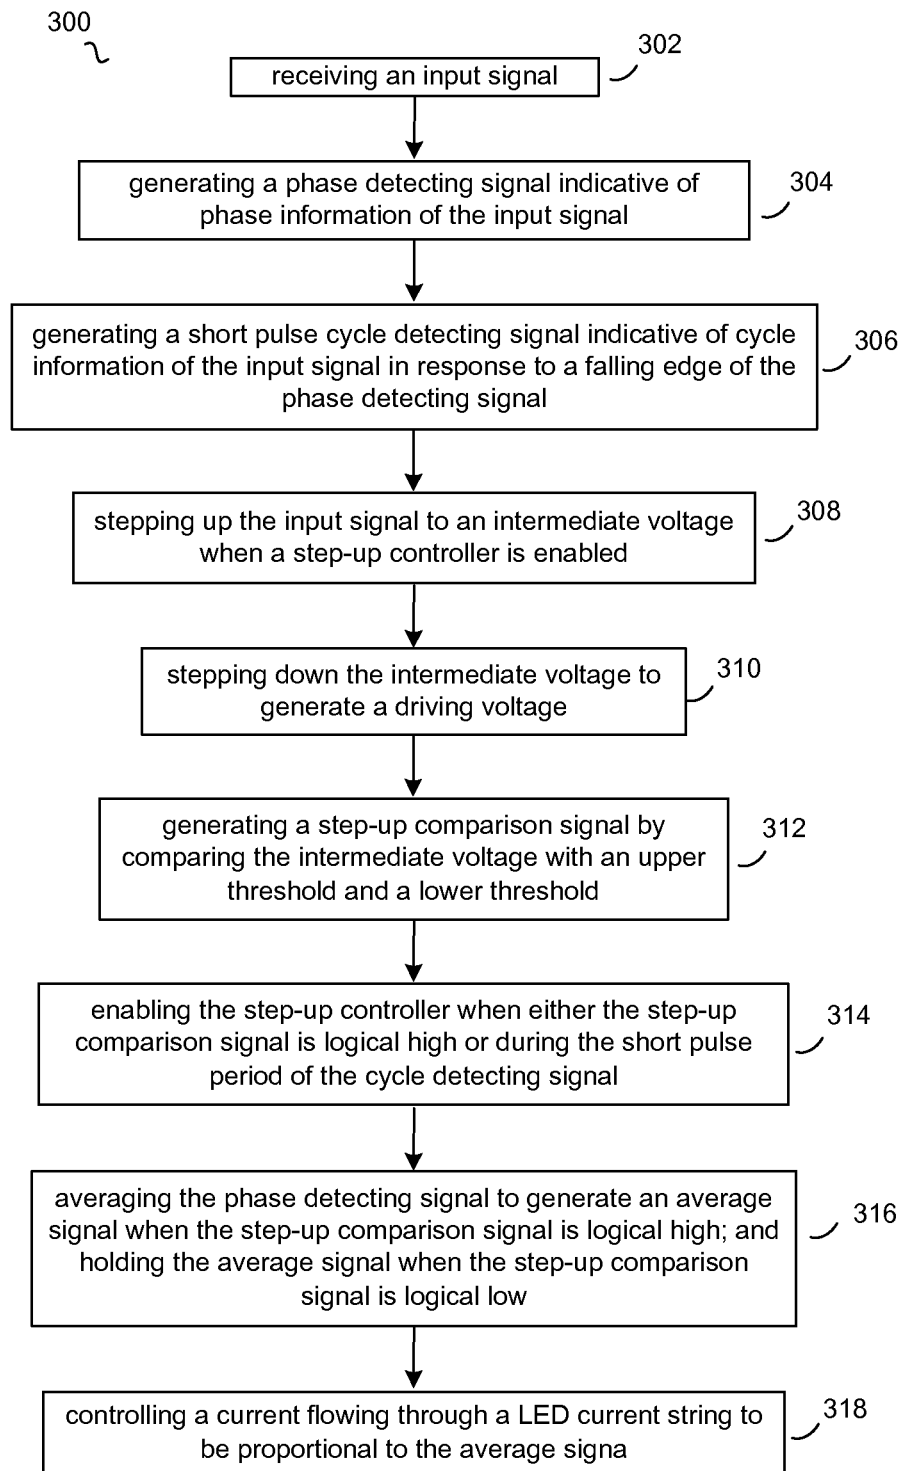 300
302
receiving an input signal
generating a phase detecting signal indicative of
phase information of the input signal
304
generating a short pulse cycle detecting signal indicative of cycle
information of the input signal in response to a falling edge of the
phase detecting signal
306
stepping up the input signal to an intermediate voltage
when a step-up controller is enabled
308
stepping down the intermediate voltage to
generate a driving voltage
310
generating a step-up comparison signal by
comparing the intermediate voltage with an upper
threshold and a lower threshold
312
enabling the step-up controller when either the step-up
comparison signal is logical high or during the short pulse
period of the cycle detecting signal
314
averaging the phase detecting signal to generate an average
signal when the step-up comparison signal is logical high; and
holding the average signal when the step-up comparison
signal is logical low
316
controlling a current flowing through a LED current string to
be proportional to the average signa
318